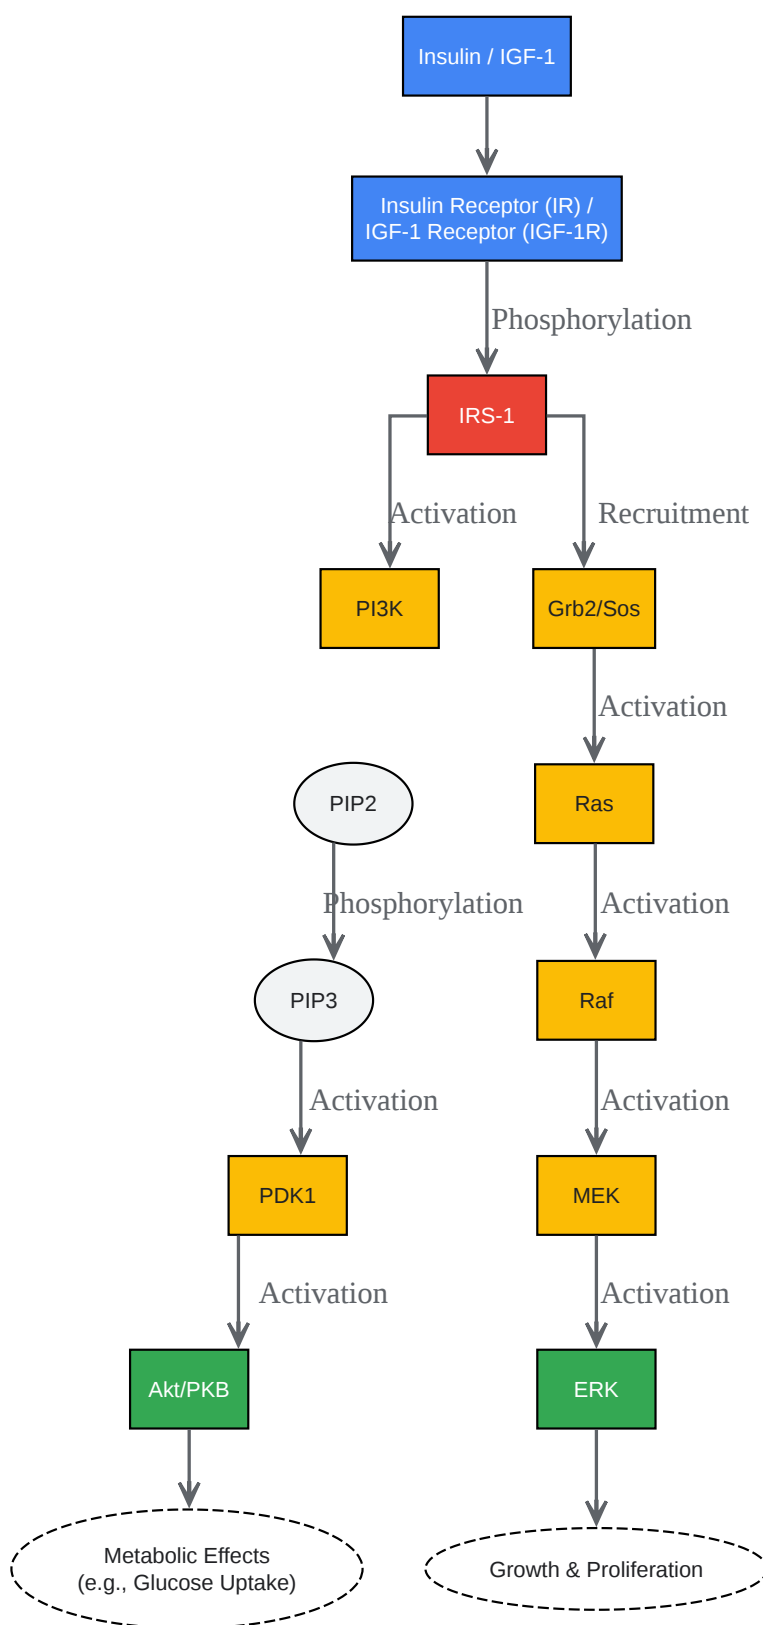 Insulin / IGF-1
Insulin Receptor (IR) /
IGF-1 Receptor (IGF-1R)
Phosphorylation
IRS-1
Activation
Recruitment
PI3K
Grb2/Sos
Activation
PIP2
Ras
Phosphorylation
Activation
PIP3
Raf
Activation
Activation
PDK1
MEK
Activation
Activation
Akt/PKB
ERK
Metabolic Effects
(e.g., Glucose Uptake)
Growth & Proliferation